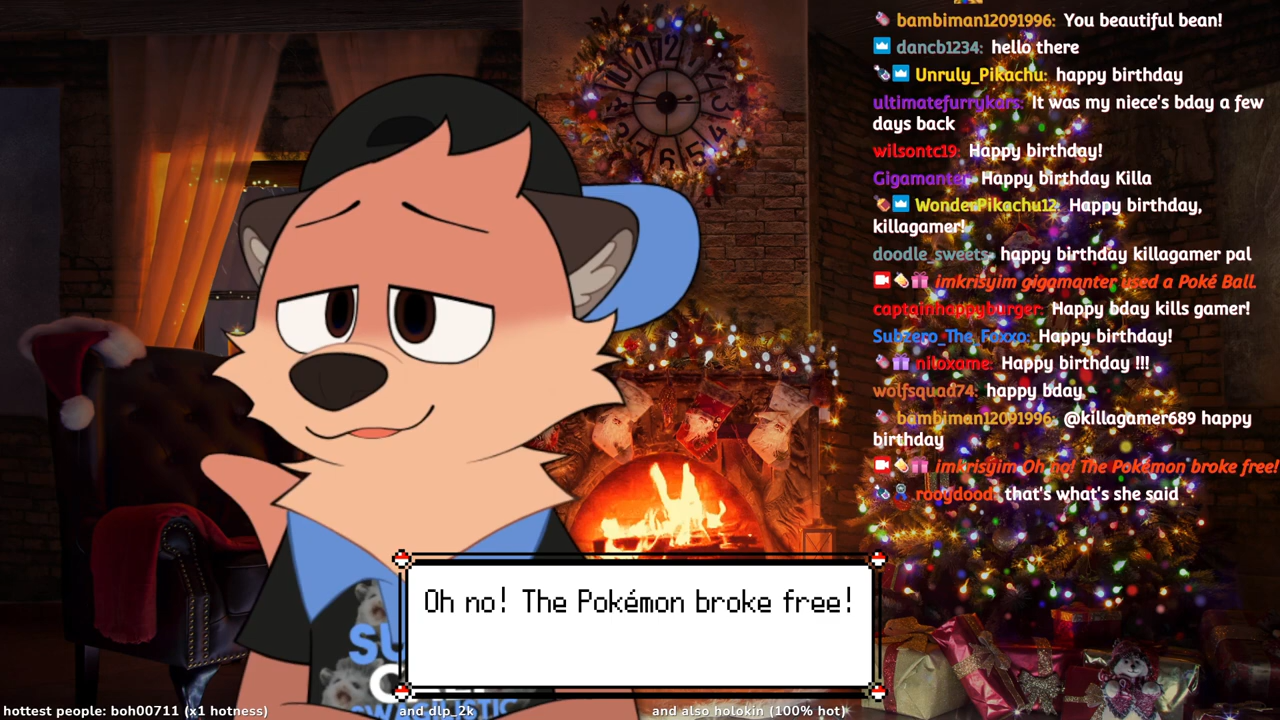 bambiman12091996: You beautiful bean!
dancb1234: hello there
Unruly_Pikachu: happy birthday
ultimatefurrykars: It was my niece's bday a few
days back
wilsontc19: Happy birthday!
Gigamanter: Happy birthday Killa
WonderPikachu12: Happy birthday,
killagamer!
doodle_sweets: happy birthday killagamer pal
imkrisyim gigamanter used a Poké Ball.
captainhappyburger: Happy bday kills gamer!
Subzero_The_Foxxo: Happy birthday!
niloxame: Happy birthday !!!
wolfsquad74: happy bday
bambiman12091996: @killagamer689 happy
birthday
imkrisyim Oh no! The Pokémon broke free!
rooydood: that's what's she said
Oh no! The Pokémon broke free!
SU
hottest people: boh00711 (x1 hotness)
and dlp_2k
and also holokin (100% hot)